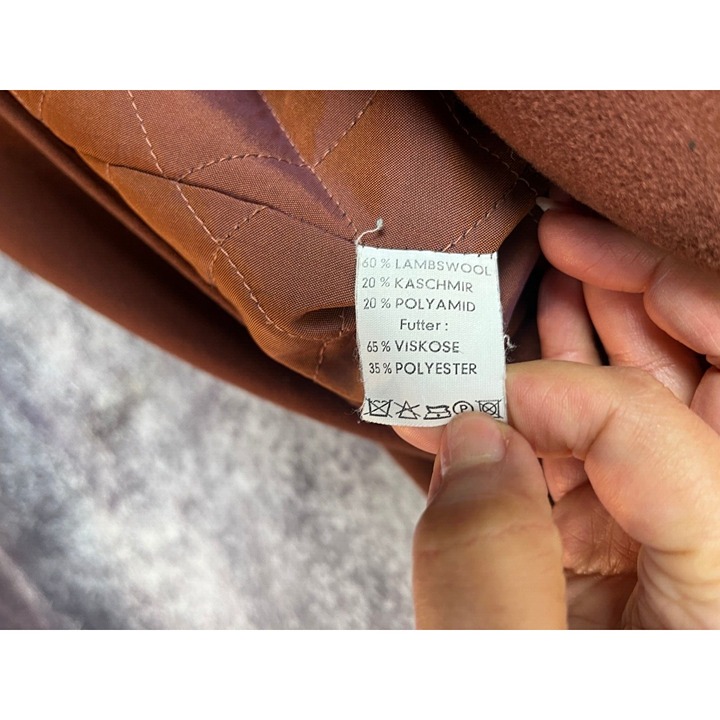 60 % LAMBSWOOL
20 % KASCHMIR
20 % POLYAMID
Futter :
65 % VISKOSE
35 % POLYESTER
P